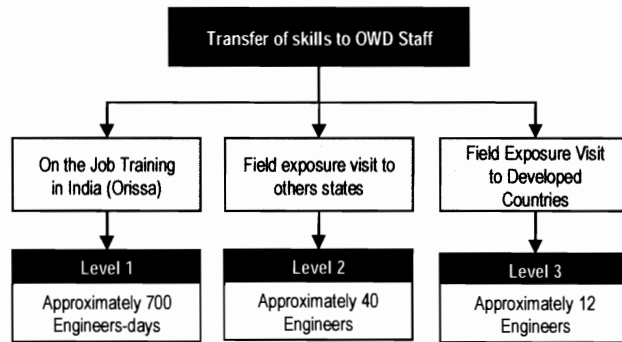 Transfer of skills to OWD Staff
On the Job Training
in India (Orissa)
Field exposure visit to
others states
Field Exposure Visit
to Developed
Countries
Level 1
Approximately 700
Engineers-days
Level 2
Approximately 40
Engineers
Level 3
Approximately 12
Engineers